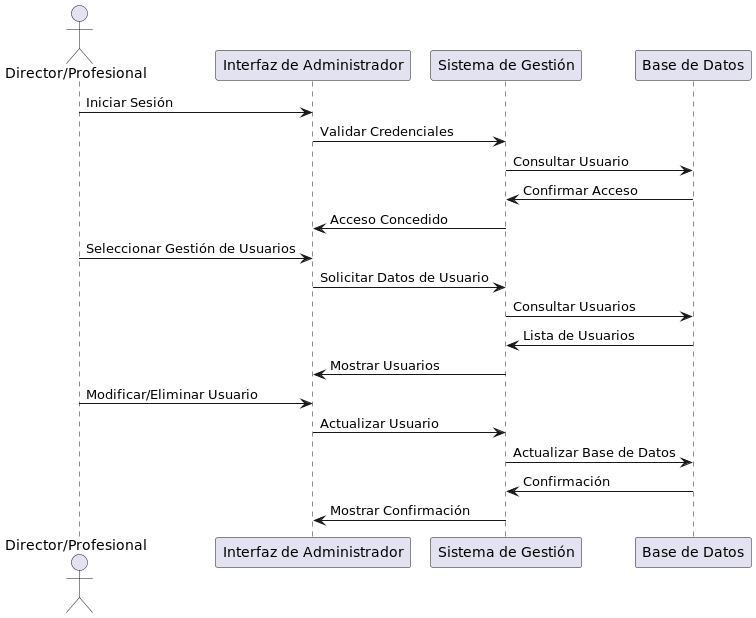 Director/Profesional
Interfaz de Administrador
Sistema de Gestión
Base de Datos
Iniciar Sesión
Validar Credenciales
Consultar Usuario
Confirmar Acceso
Acceso Concedido
Seleccionar Gestión de Usuarios
Solicitar Datos de Usuario
Consultar Usuarios
Lista de Usuarios
Mostrar Usuarios
Modificar/Eliminar Usuario
Actualizar Usuario
Actualizar Base de Datos
Confirmación
Mostrar Confirmación
Director/Profesional
Interfaz de Administrador
Sistema de Gestión
Base de Datos